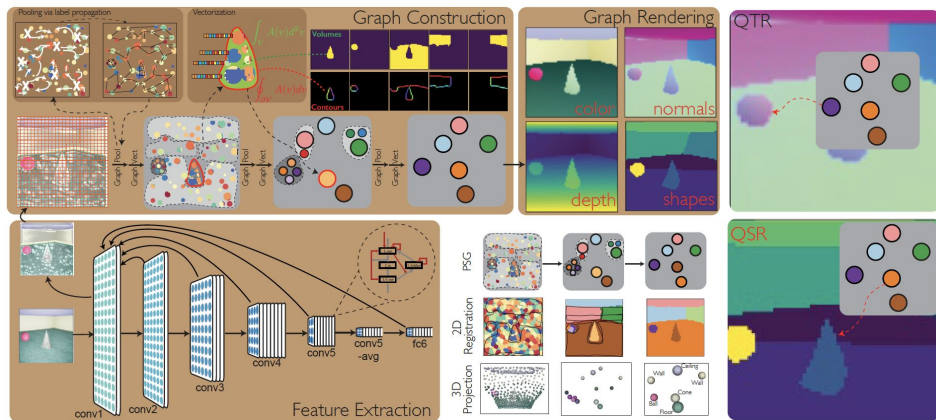 Pooling via label propagation
Vectorization
Graph Construction
Volumes
Contours
Graph Pool
Graph Vect
Graph Pool
Graph Vect
Graph Pool
Graph Vect
Graph Rendering
color
normals
depth
shapes
QTR
QSR
conv1
conv2
conv3
conv4
conv5
conv5
-avg
fc6
Feature Extraction
PSG
2D
Registration
3D
Projection
Ceiling
Wall
Wall
Ball
Cone
Floor